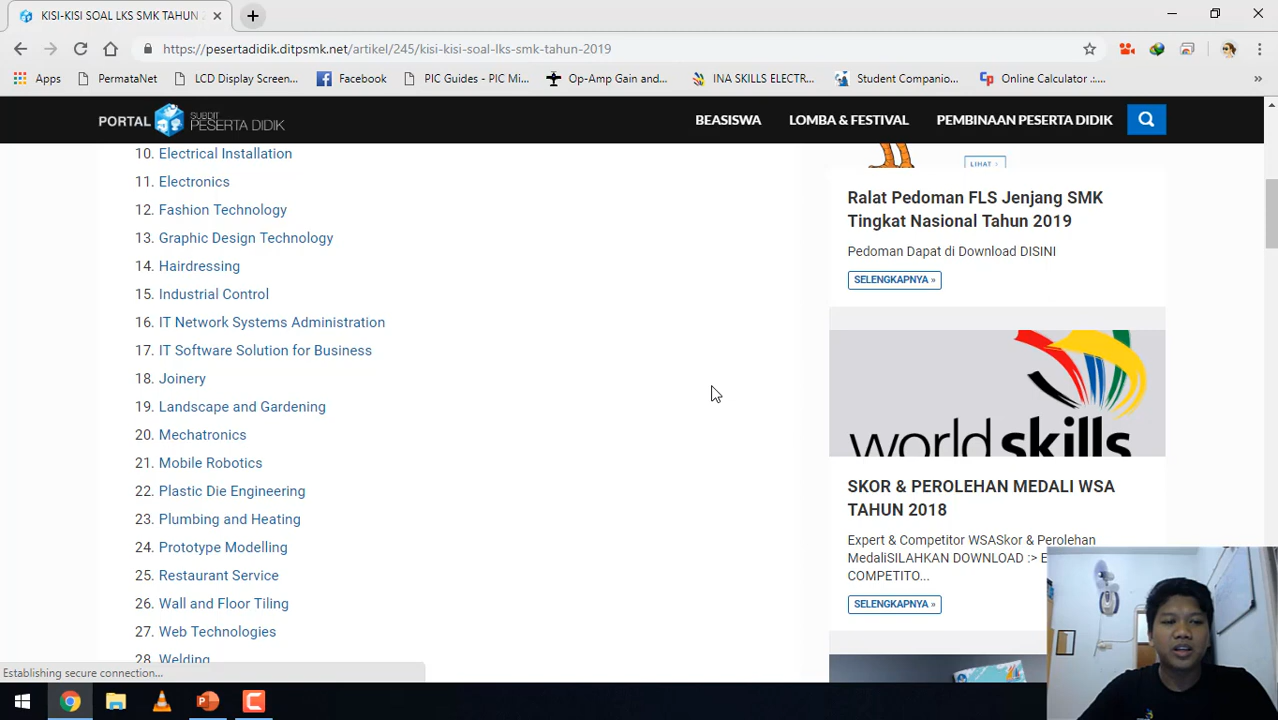 KISI-KISI SOAL LKS SMK TAHUN 2
https://pesertadidik.ditpsmk.net/artikel/245/kisi-kisi-soal-lks-smk-tahun-2019
Apps
PermataNet
LCD Display Screen...
Facebook
PIC Guides - PIC Mi...
Op-Amp Gain and...
INA SKILLS ELECTR...
Student Companio...
Online Calculator :....
»
PORTAL SUBDIT PESERTA DIDIK
BEASISWA
LOMBA & FESTIVAL
PEMBINAAN PESERTA DIDIK
10. Electrical Installation
11. Electronics
12. Fashion Technology
13. Graphic Design Technology
14. Hairdressing
15. Industrial Control
16. IT Network Systems Administration
17. IT Software Solution for Business
18. Joinery
19. Landscape and Gardening
20. Mechatronics
21. Mobile Robotics
22. Plastic Die Engineering
23. Plumbing and Heating
24. Prototype Modelling
25. Restaurant Service
26. Wall and Floor Tiling
27. Web Technologies
28. Welding
LIHAT
Ralat Pedoman FLS Jenjang SMK
Tingkat Nasional Tahun 2019
Pedoman Dapat di Download DISINI
SELENGKAPNYA »
worldskills
SKOR & PEROLEHAN MEDALI WSA
TAHUN 2018
Expert & Competitor WSASkor & Perolehan
MedaliSILAHKAN DOWNLOAD :> E
COMPETITO...
SELENGKAPNYA »
Establishing secure connection...